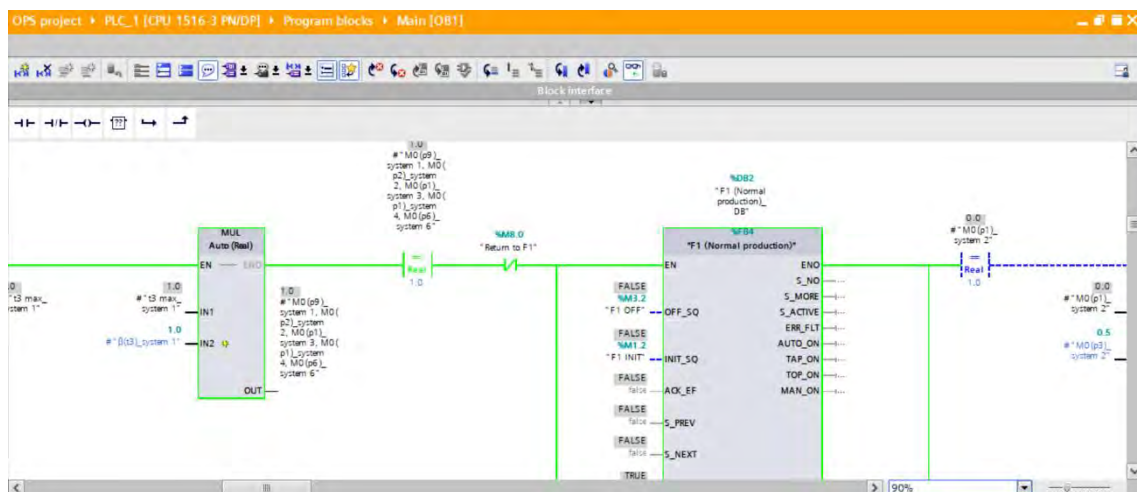 OPS project ▸ PLC_1 [CPU 1516-3 PN/DP] ▸ Program blocks ▸ Main [OB1]
Block interface
??
1.0
#"M0(p9)_
system 1, M0(
p2)_system
2, M0(p1)_
system 3, M0(
p1)_system
4, M0(p6)_
system 6"
=
Real
1.0
%M8.0
"Return to F1"
%DB2
"F1 (Normal
production)_
DB"
0.0
#"M0(p1)_
system 2"
=
Real
1.0
MUL
Auto (Real)
EN
ENO
1.0
#"t3 max_
system 1"
IN1
1.0
#"β(t3)_system 1"
IN2
OUT
1.0
#"M0(p9)_
system 1, M0(
p2)_system
2, M0(p1)_
system 3, M0(
p1)_system
4, M0(p6)_
system 6"
"t3 max_
stem 1"
%FB4
"F1 (Normal production)"
EN
FALSE
%M3.2
"F1 OFF"
OFF_SQ
FALSE
%M1.2
"F1 INIT"
INIT_SQ
FALSE
false
ACK_EF
FALSE
false
S_PREV
FALSE
false
S_NEXT
TRUE
ENO
S_NO
S_MORE
S_ACTIVE
ERR_FLT
AUTO_ON
TAP_ON
TOP_ON
MAN_ON
0.0
#"M0(p1)_
system 2"
0.5
#"M0(p3)_
system 2"
90%